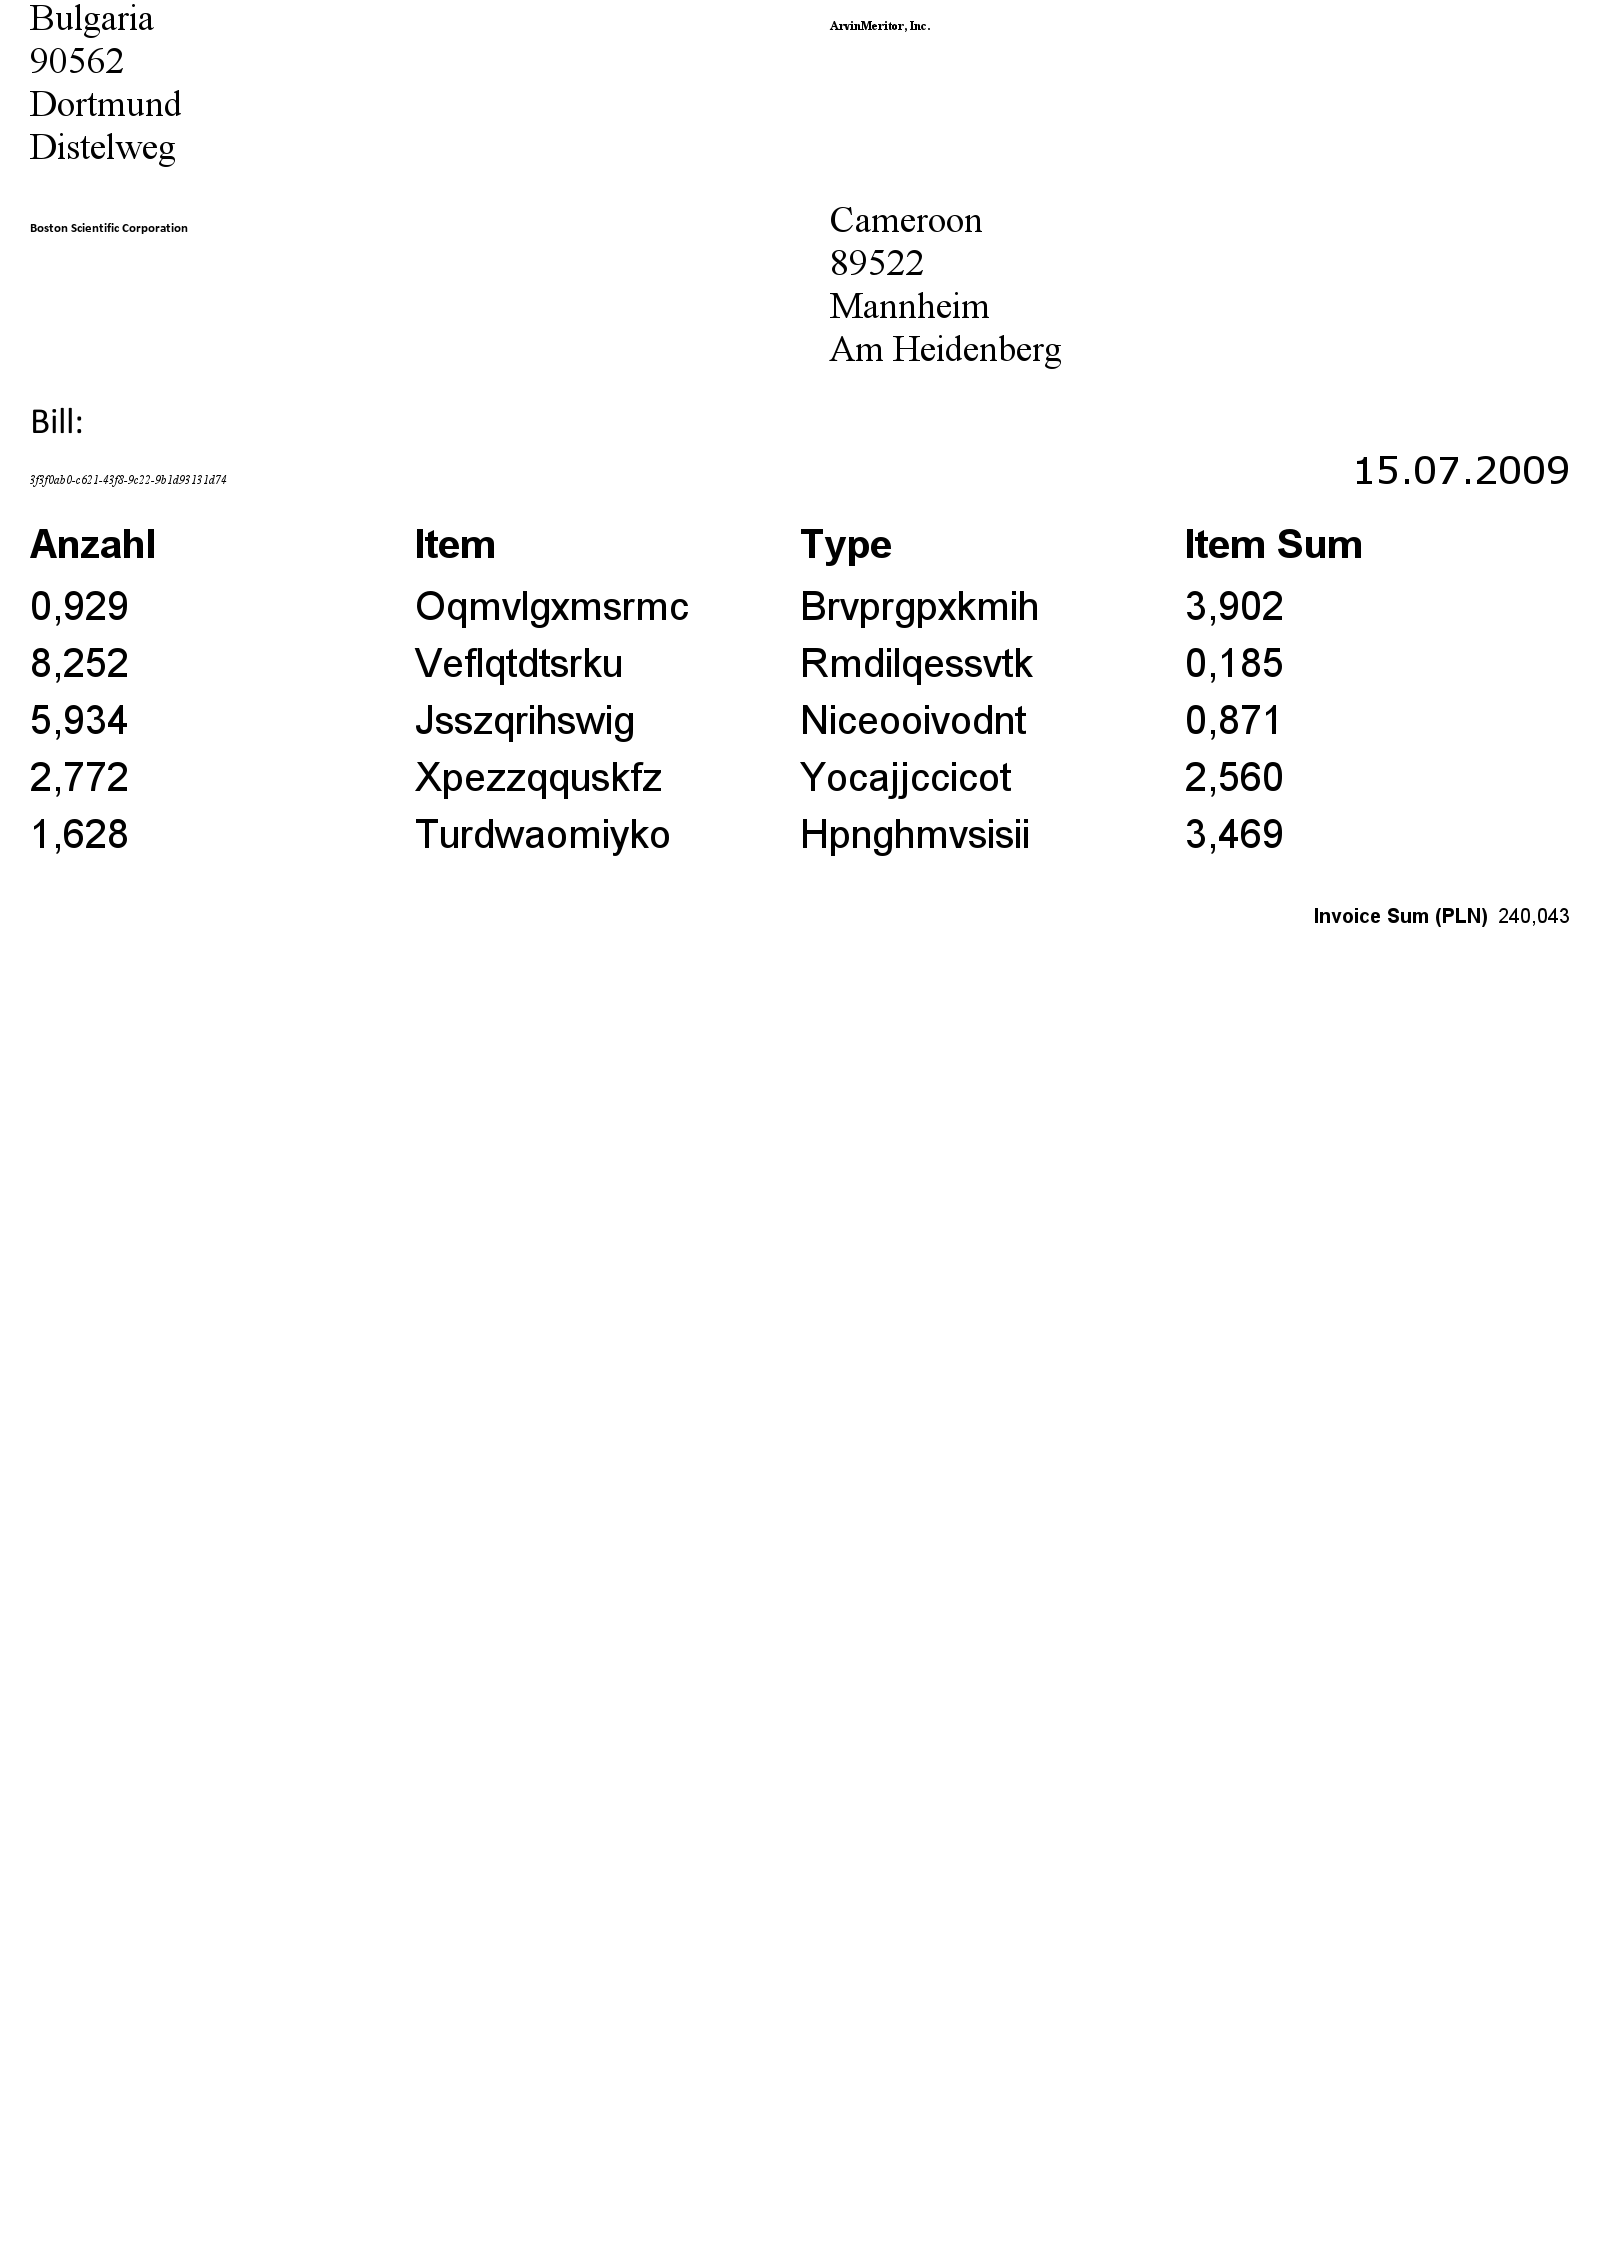 Bulgaria
90562
Dortmund
Distelweg
ArvinMeritor, Inc.
Boston Scientific Corporation
Cameroon
89522
Mannheim
Am Heidenberg
Bill:
3f3f0ab0-c621-43f8-9c22-9b1d93131d74
15.07.2009
Anzahl Item Type Item Sum
0,929 Oqmvlgxmsrmc Brvprgpxkmih 3,902
8,252 Veflqtdtsrku Rmdilqessvtk 0,185
5,934 Jsszqrihswig Niceooivodnt 0,871
2,772 Xpezzqquskfz Yocajjccicot 2,560
1,628 Turdwaomiyko Hpnghmvsisii 3,469
Invoice Sum (PLN) 240,043